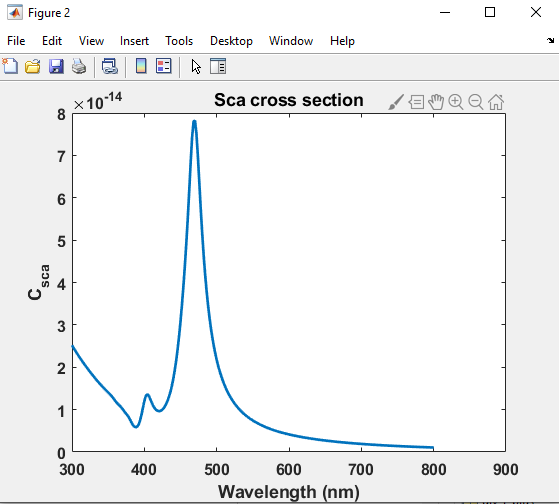 Figure 2
File Edit View Insert Tools Desktop Window Help
×10-14
Sca cross section
8
7
6
5
4
3
2
1
0
Csca
300 400 500 600 700 800 900
Wavelength (nm)